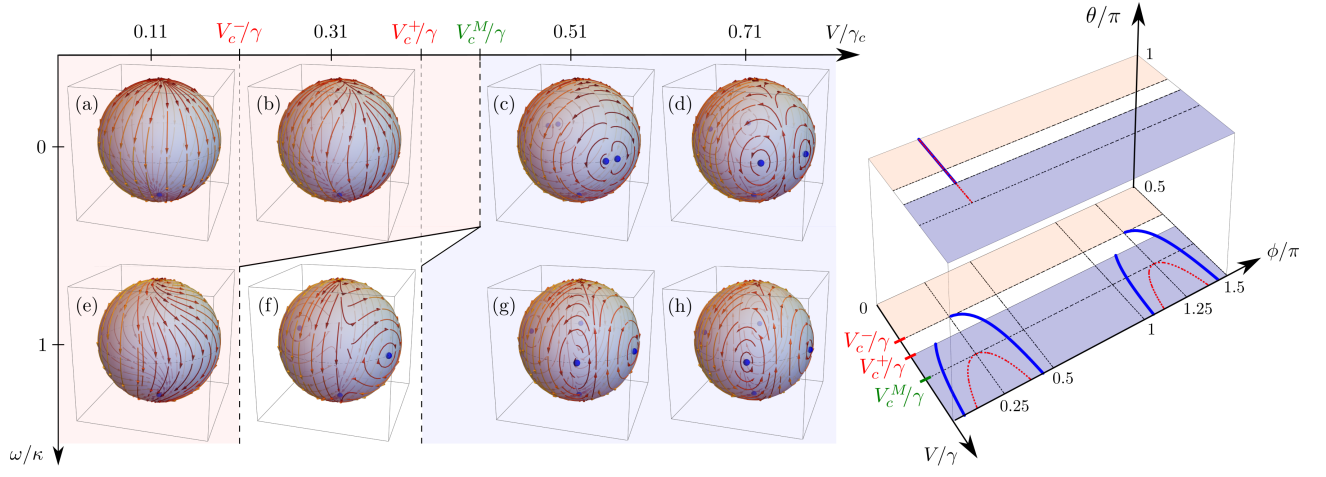 0.11 V_c^-/γ 0.31 V_c^+/γ V_c^M/γ 0.51 0.71 V/γ_c
(a) (b) (c) (d)
0
(e) (f) (g) (h)
1
ω/κ
θ/π
1
0.5
ϕ/π
1.5
1.25
1
0
V_c^-/γ
V_c^+/γ
V_c^M/γ
0.5
0.25
V/γ